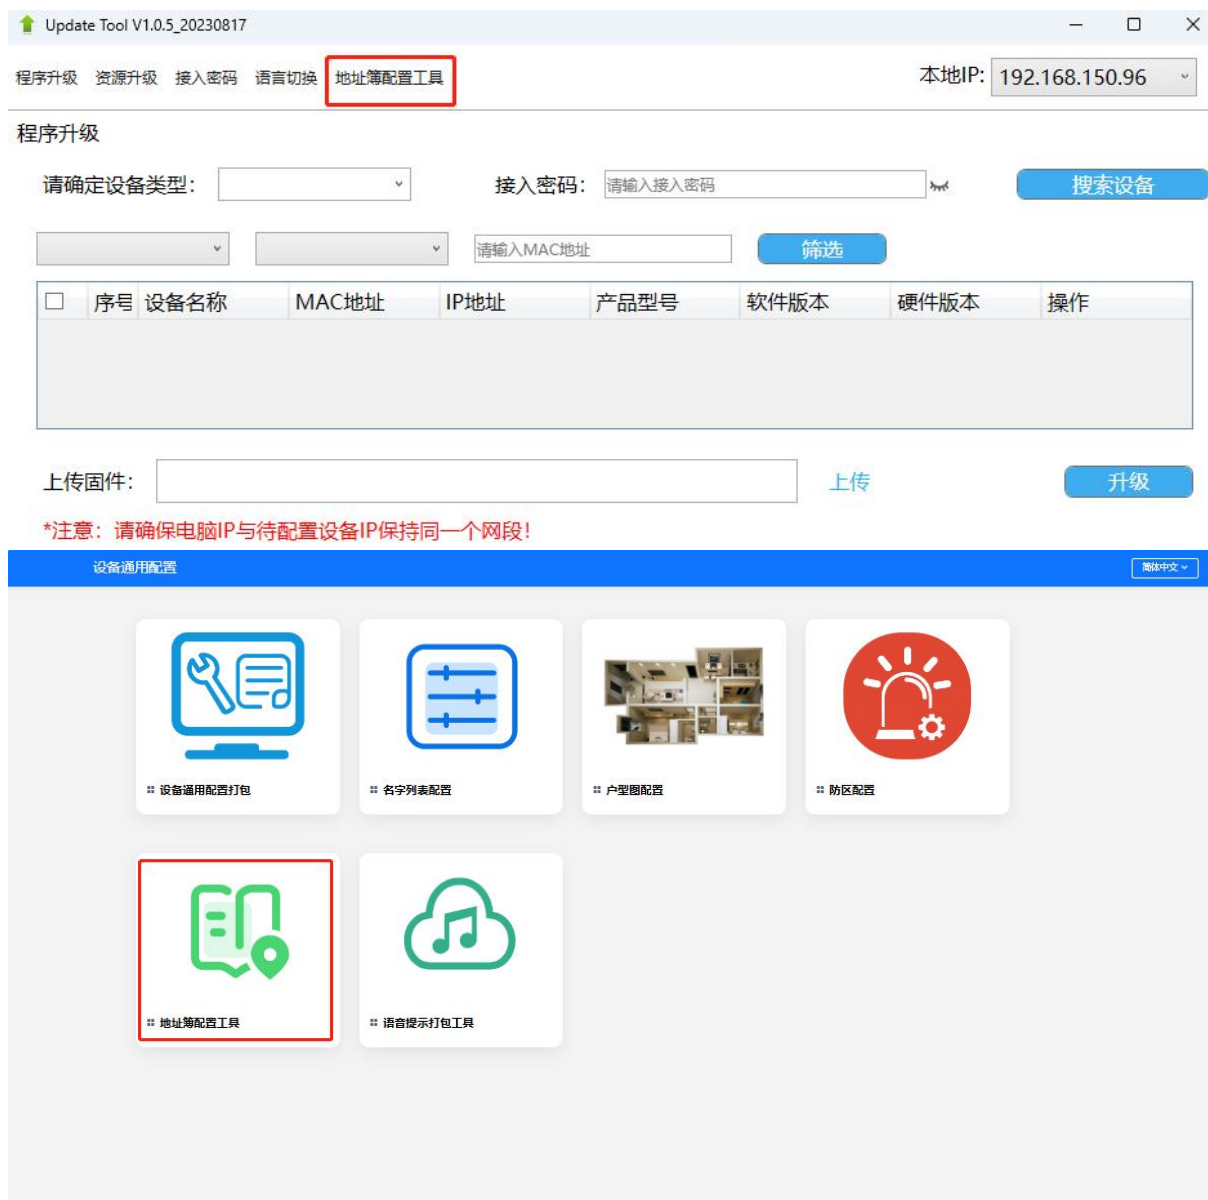 Update Tool V1.0.5_20230817
程序升级 资源升级 接入密码 语言切换 地址簿配置工具 本地IP: 192.168.150.96
程序升级
请确定设备类型: 接入密码: 请输入接入密码 搜索设备
请输入MAC地址 筛选
序号 设备名称 MAC地址 IP地址 产品型号 软件版本 硬件版本 操作
上传固件: 上传 升级
*注意：请确保电脑IP与待配置设备IP保持同一个网段!
设备通用配置 简体中文
设备通用配置打包 名字列表配置 户型图配置 防区配置
地址簿配置工具 语音提示打包工具